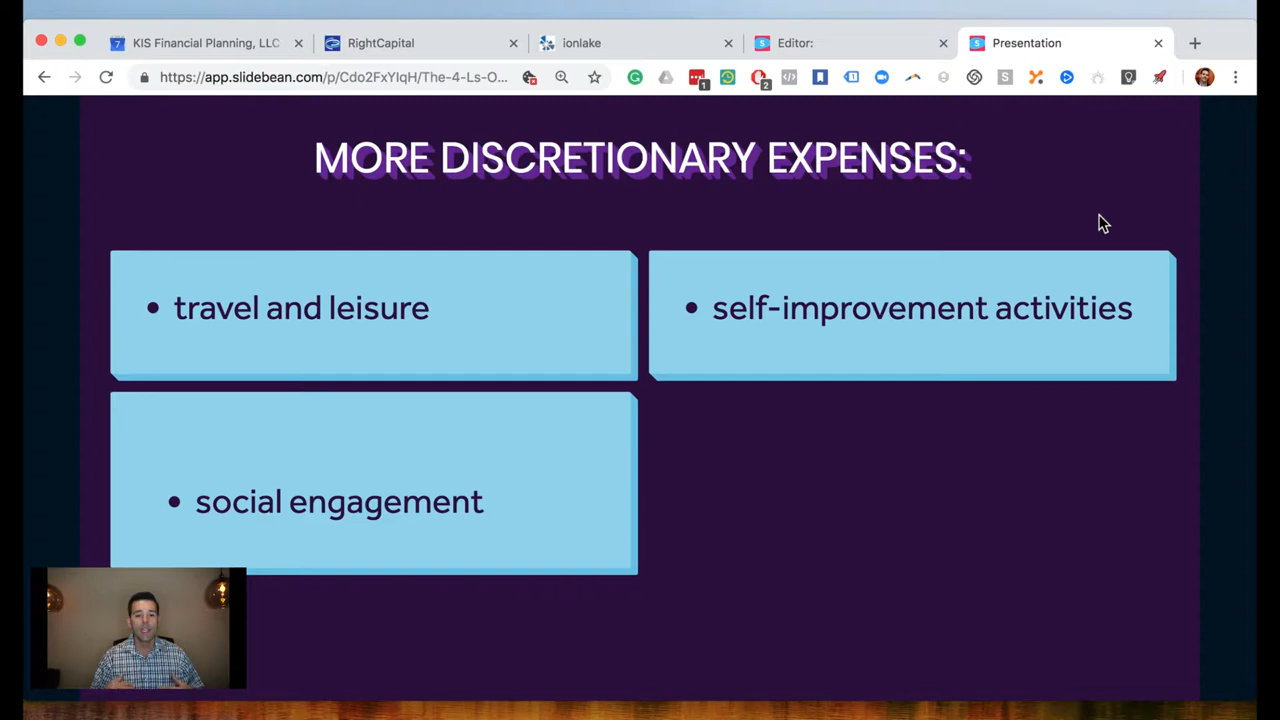 KIS Financial Planning, LLC
RightCapital
ionlake
Editor:
Presentation
https://app.slidebean.com/p/Cdo2FxYIqH/The-4-Ls-O...
MORE DISCRETIONARY EXPENSES:
• travel and leisure
• self-improvement activities
• social engagement